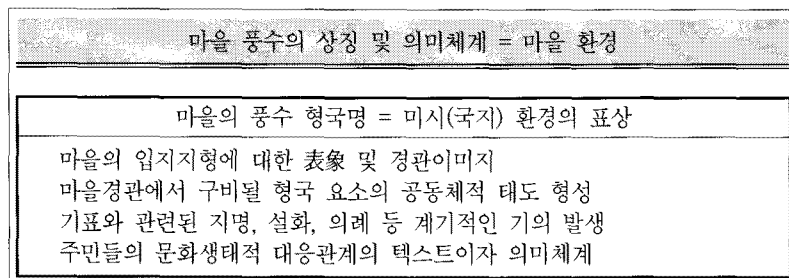 마을 풍수의 상징 및 의미체계 = 마을 환경
마을의 풍수 형국명 = 미시(국지) 환경의 표상
마을의 입지지형에 대한 表象 및 경관이미지
마을경관에서 구비될 형국 요소의 공동체적 태도 형성
기표와 관련된 지명, 설화, 의례 등 계기적인 기의 발생
주민들의 문화생태적 대응관계의 텍스트이자 의미체계